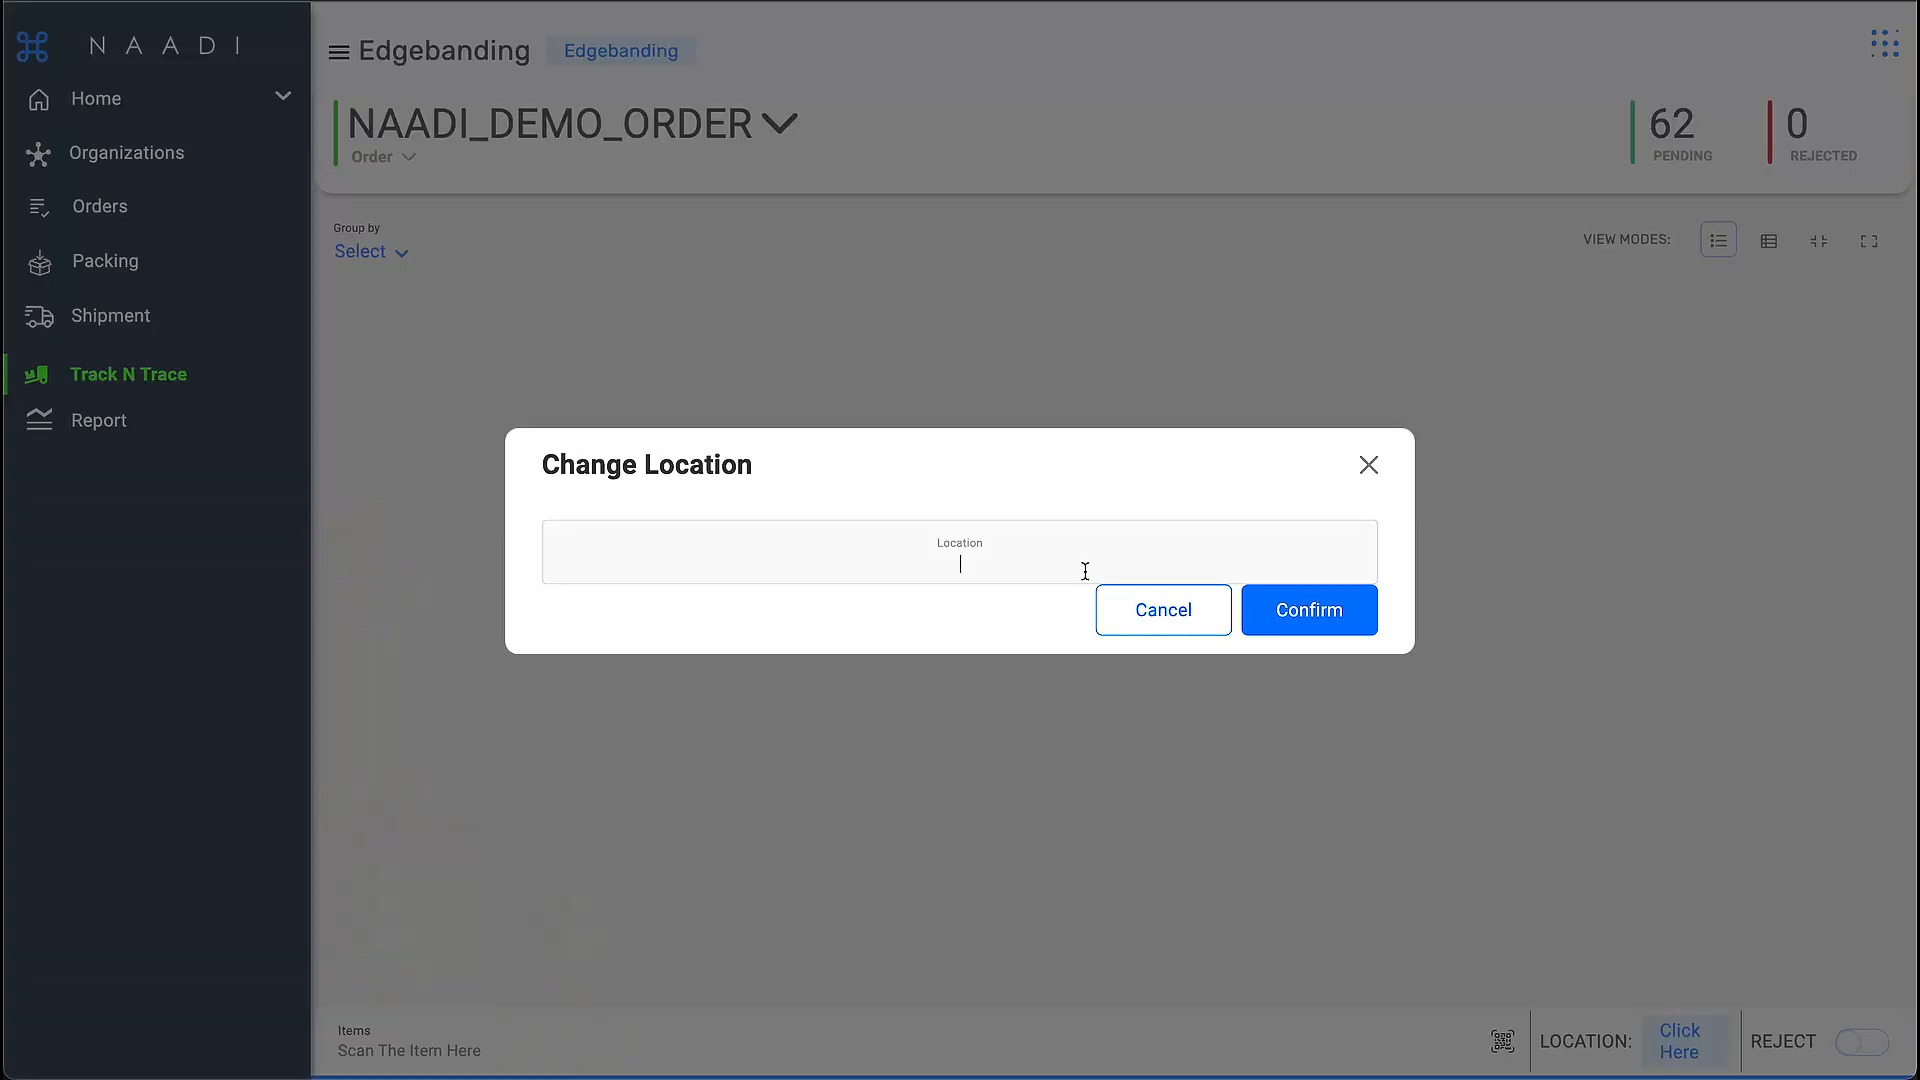 N A A D I
Home
Organizations
Orders
Packing
Shipment
Track N Trace
Report
Edgebanding
Edgebanding
NAADI_DEMO_ORDER
Order
62
PENDING
0
REJECTED
Group by
Select
VIEW MODES:
Change Location
Location
Cancel
Confirm
Items
Scan The Item Here
LOCATION:
Click
Here
REJECT